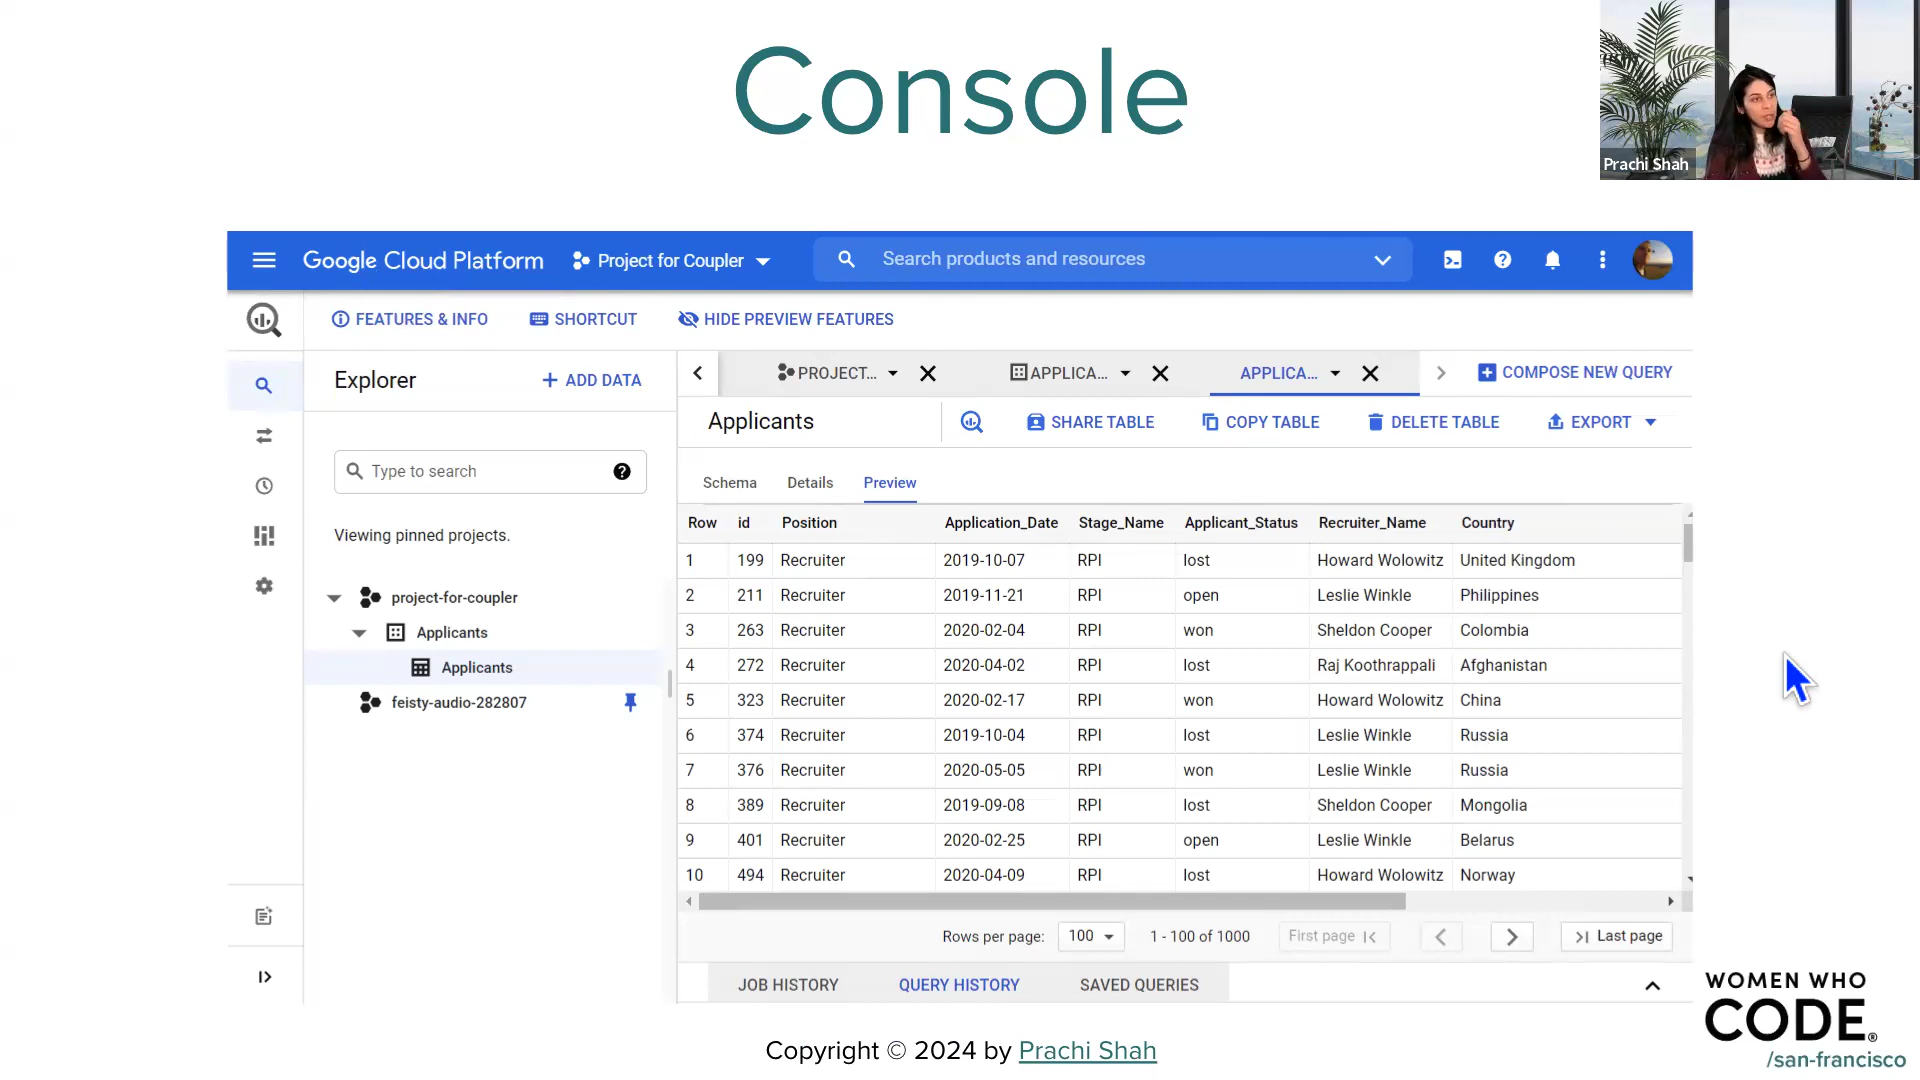 Console
Prachi Shah
Google Cloud Platform Project for Coupler Search products and resources
FEATURES & INFO SHORTCUT HIDE PREVIEW FEATURES
Explorer + ADD DATA
PROJECT... APPLICA... APPLICA... COMPOSE NEW QUERY
Applicants SHARE TABLE COPY TABLE DELETE TABLE EXPORT
Type to search
Schema Details Preview
Viewing pinned projects.
project-for-coupler
Applicants
Applicants
feisty-audio-282807
Row id Position Application_Date Stage_Name Applicant_Status Recruiter_Name Country
1 199 Recruiter 2019-10-07 RPI lost Howard Wolowitz United Kingdom
2 211 Recruiter 2019-11-21 RPI open Leslie Winkle Philippines
3 263 Recruiter 2020-02-04 RPI won Sheldon Cooper Colombia
4 272 Recruiter 2020-04-02 RPI lost Raj Koothrappali Afghanistan
5 323 Recruiter 2020-02-17 RPI won Howard Wolowitz China
6 374 Recruiter 2019-10-04 RPI lost Leslie Winkle Russia
7 376 Recruiter 2020-05-05 RPI won Leslie Winkle Russia
8 389 Recruiter 2019-09-08 RPI lost Sheldon Cooper Mongolia
9 401 Recruiter 2020-02-25 RPI open Leslie Winkle Belarus
10 494 Recruiter 2020-04-09 RPI lost Howard Wolowitz Norway
Rows per page: 100 1 - 100 of 1000 First page Last page
JOB HISTORY QUERY HISTORY SAVED QUERIES
WOMEN WHO
CODE®
/san-francisco
Copyright © 2024 by Prachi Shah